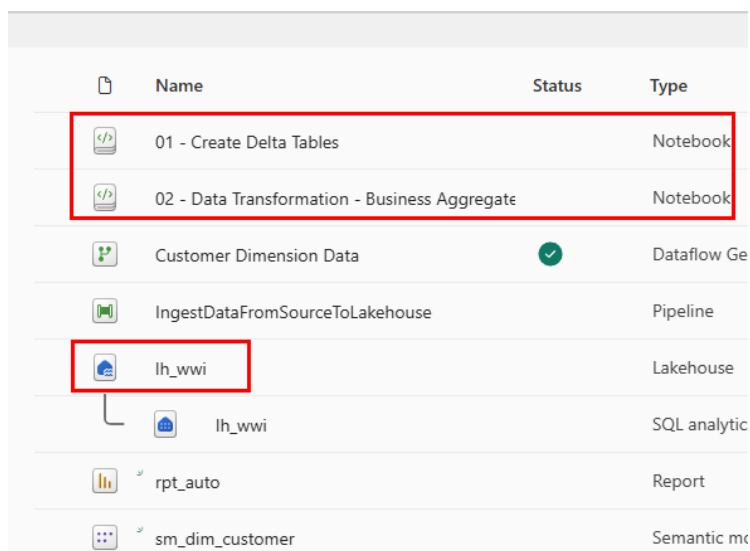 Name Status Type
01 - Create Delta Tables Notebook
02 - Data Transformation - Business Aggregate Notebook
Customer Dimension Data Dataflow Ge
IngestDataFromSourceToLakehouse Pipeline
lh_wwi Lakehouse
lh_wwi SQL analytic
rpt_auto Report
sm_dim_customer Semantic mo